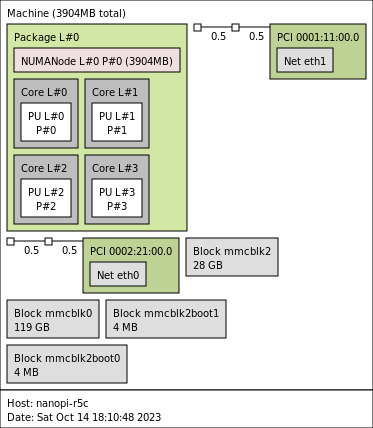 Machine (3904MB total)
Package L#0
NUMANode L#0 P#0 (3904MB)
Core L#0
PU L#0
P#0
Core L#1
PU L#1
P#1
Core L#2
PU L#2
P#2
Core L#3
PU L#3
P#3
0.5
0.5
PCI 0001:11:00.0
Net eth1
0.5
0.5
PCI 0002:21:00.0
Net eth0
Block mmcblk2
28 GB
Block mmcblk0
119 GB
Block mmcblk2boot1
4 MB
Block mmcblk2boot0
4 MB
Host: nanopi-r5c
Date: Sat Oct 14 18:10:48 2023